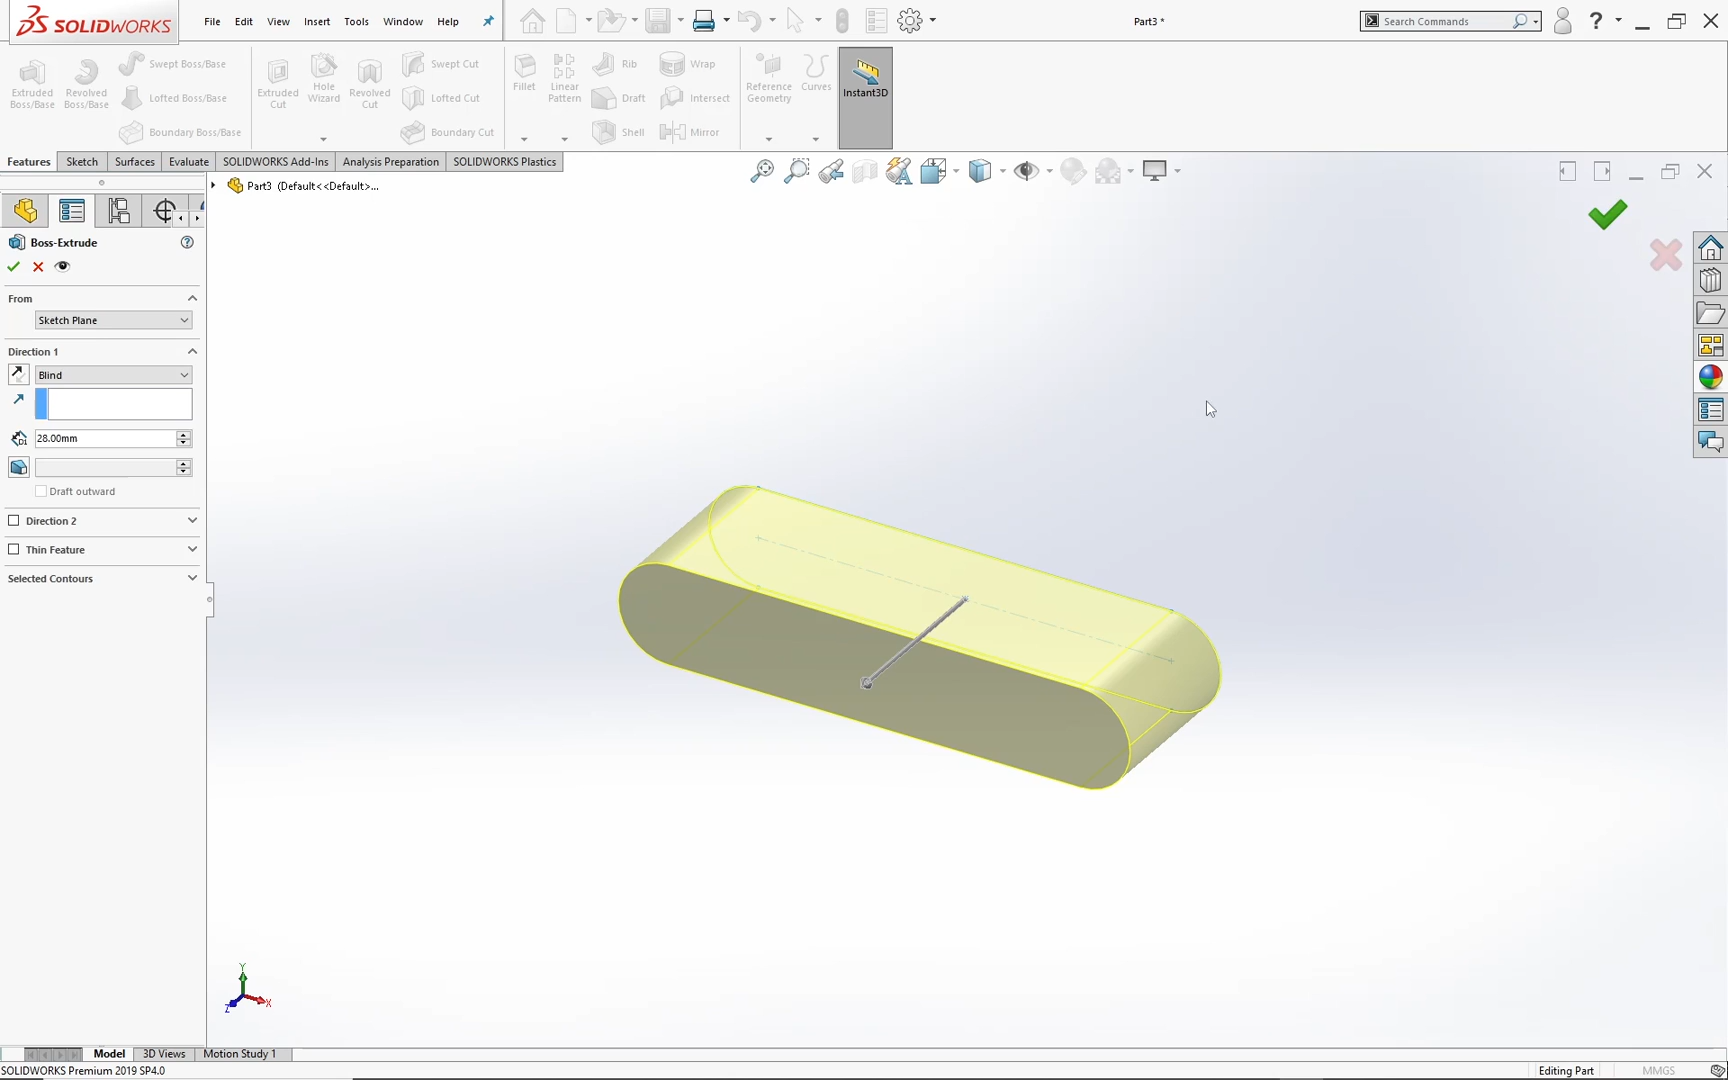 SOLIDWORKS
File Edit View Insert Tools Window Help
Part3 *
Search Commands
?
Extruded Boss/Base
Revolved Boss/Base
Swept Boss/Base
Lofted Boss/Base
Boundary Boss/Base
Extruded Cut
Hole Wizard
Revolved Cut
Swept Cut
Lofted Cut
Boundary Cut
Fillet
Linear Pattern
Rib
Draft
Shell
Wrap
Intersect
Mirror
Reference Geometry
Curves
Instant3D
Features Sketch Surfaces Evaluate SOLIDWORKS Add-Ins Analysis Preparation SOLIDWORKS Plastics
Part3 (Default<<Default>...
Boss-Extrude
?
From
Sketch Plane
Direction 1
Blind
D1
28.00mm
Draft outward
Direction 2
Thin Feature
Selected Contours
Y
X
Z
Model 3D Views Motion Study 1
SOLIDWORKS Premium 2019 SP4.0
Editing Part
MMGS